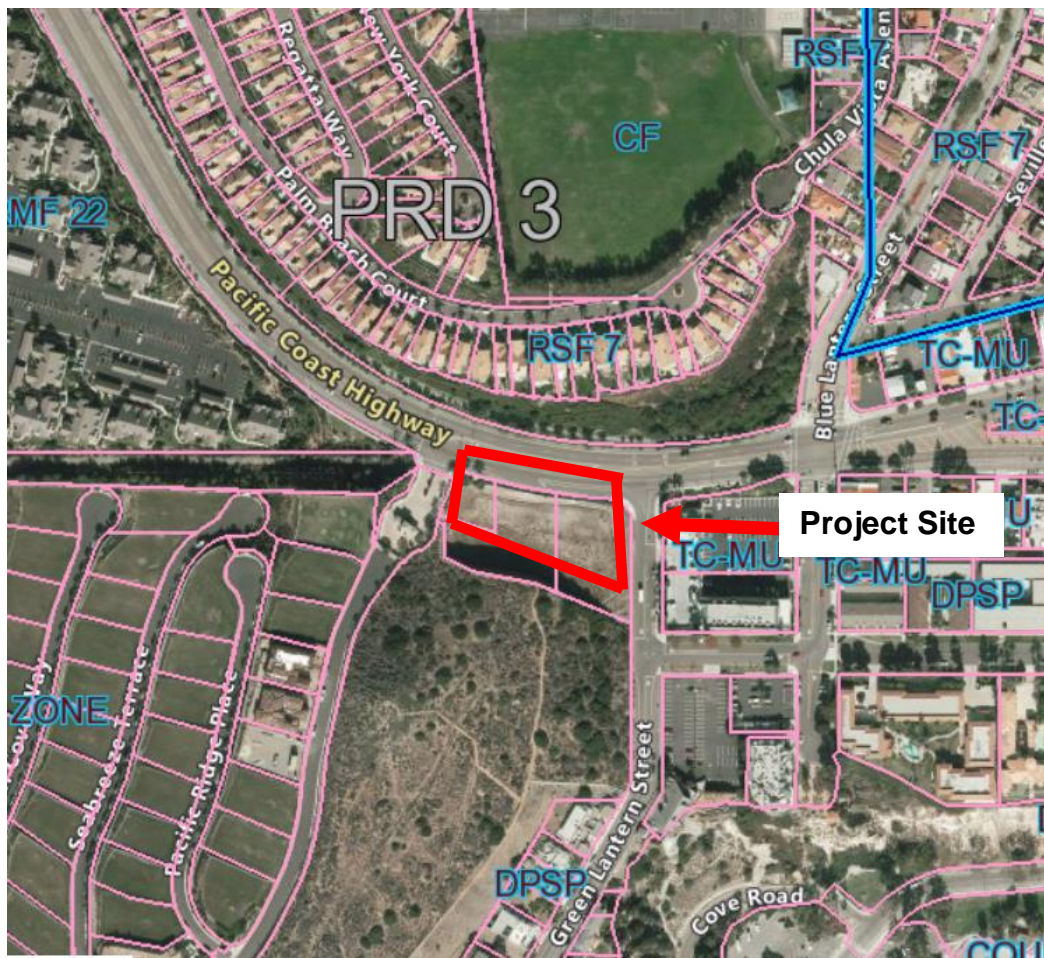 RSF 7
New York Court
Regatta Way
CF
Chula Vista
RSF 7
Seville
MF 22
PRD 3
Palm Beach Court
Pacific Coast Highway
RSF 7
Blue Lantern Street
TC-MU
TC-
Project Site
U
TC-MU
TC-MU
DPSP
ZONE
Seabreeze Terrace
Pacific Ridge Place
Green Lantern Street
DPSP
Cove Road
COU